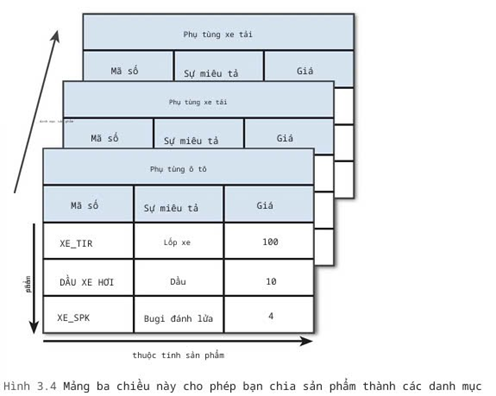 Phụ tùng xe tải
Mã số
Sự miêu tả
Giá
Phụ tùng xe tải
Mã số
Sự miêu tả
Giá
Phụ tùng ô tô
Mã số
Sự miêu tả
Giá
XE_TIR
Lốp xe
100
DẦU XE HƠI
Dầu
10
XE_SPK
Bugi đánh lửa
4
phần
thuộc tính sản phẩm
Hình 3.4 Mảng ba chiều này cho phép bạn chia sản phẩm thành các danh mục